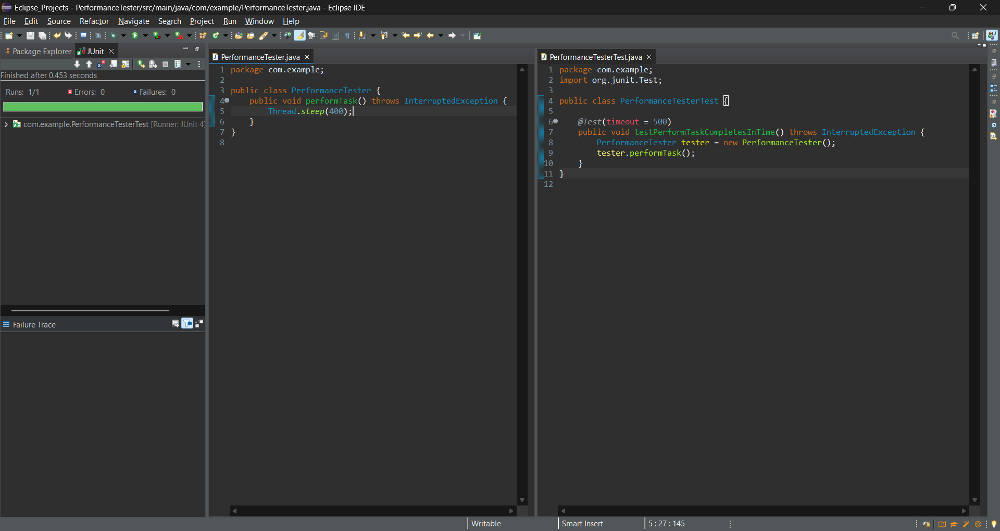 Eclipse_Projects - PerformanceTester/src/main/java/com/example/PerformanceTester.java - Eclipse IDE
File Edit Source Refactor Navigate Search Project Run Window Help
Package Explorer JUnit
Finished after 0.453 seconds
Runs: 1/1 Errors: 0 Failures: 0
com.example.PerformanceTesterTest [Runner: JUnit 4]
Failure Trace
PerformanceTester.java
1 package com.example;
2
3 public class PerformanceTester {
4 public void performTask() throws InterruptedException {
5 Thread.sleep(400);
6 }
7 }
8
PerformanceTesterTest.java
1 package com.example;
2 import org.junit.Test;
3
4 public class PerformanceTesterTest {
5
6 @Test(timeout = 500)
7 public void testPerformTaskCompletesInTime() throws InterruptedException {
8 PerformanceTester tester = new PerformanceTester();
9 tester.performTask();
10 }
11 }
12
Writable Smart Insert 5 : 27 : 145